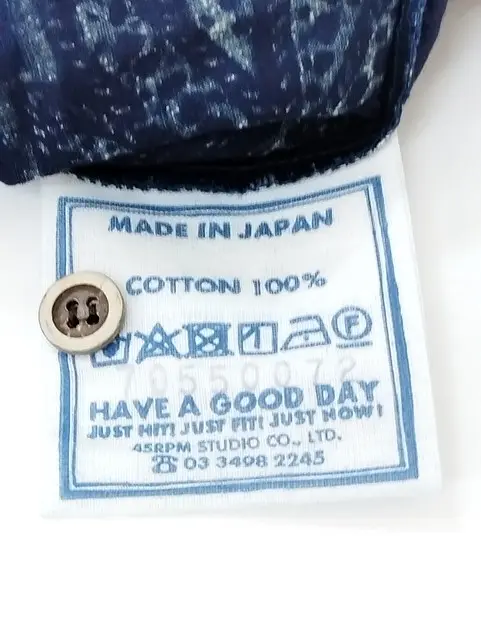 MADE IN JAPAN
COTTON 100%
F
70550072
HAVE A GOOD DAY
JUST HIT! JUST FIT! JUST NOW!
45RPM STUDIO CO., LTD.
☎ 03 3498 2245